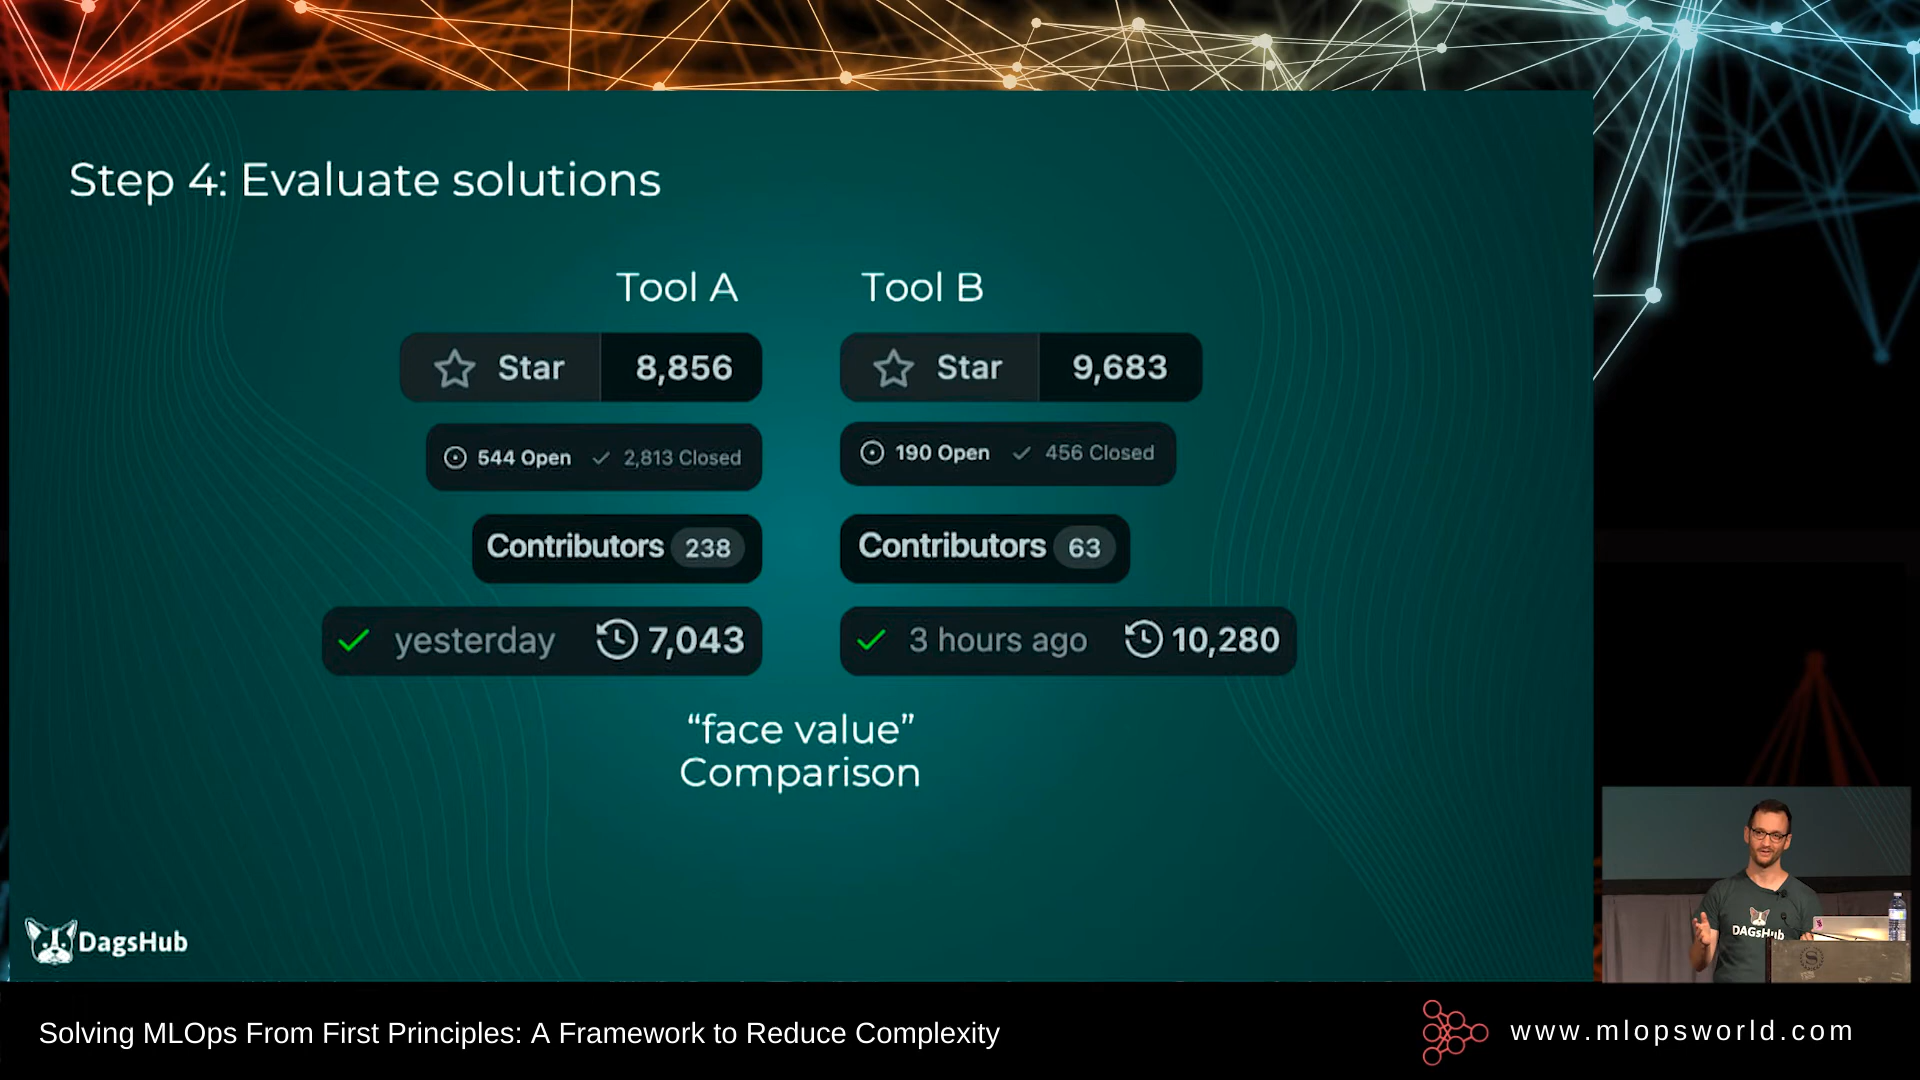 Step 4: Evaluate solutions
Tool A
Tool B
Star 8,856
Star 9,683
544 Open 2,813 Closed
190 Open 456 Closed
Contributors 238
Contributors 63
yesterday 7,043
3 hours ago 10,280
“face value”
Comparison
DagsHub
DAGsHub
S
Solving MLOps From First Principles: A Framework to Reduce Complexity
www.mlopsworld.com